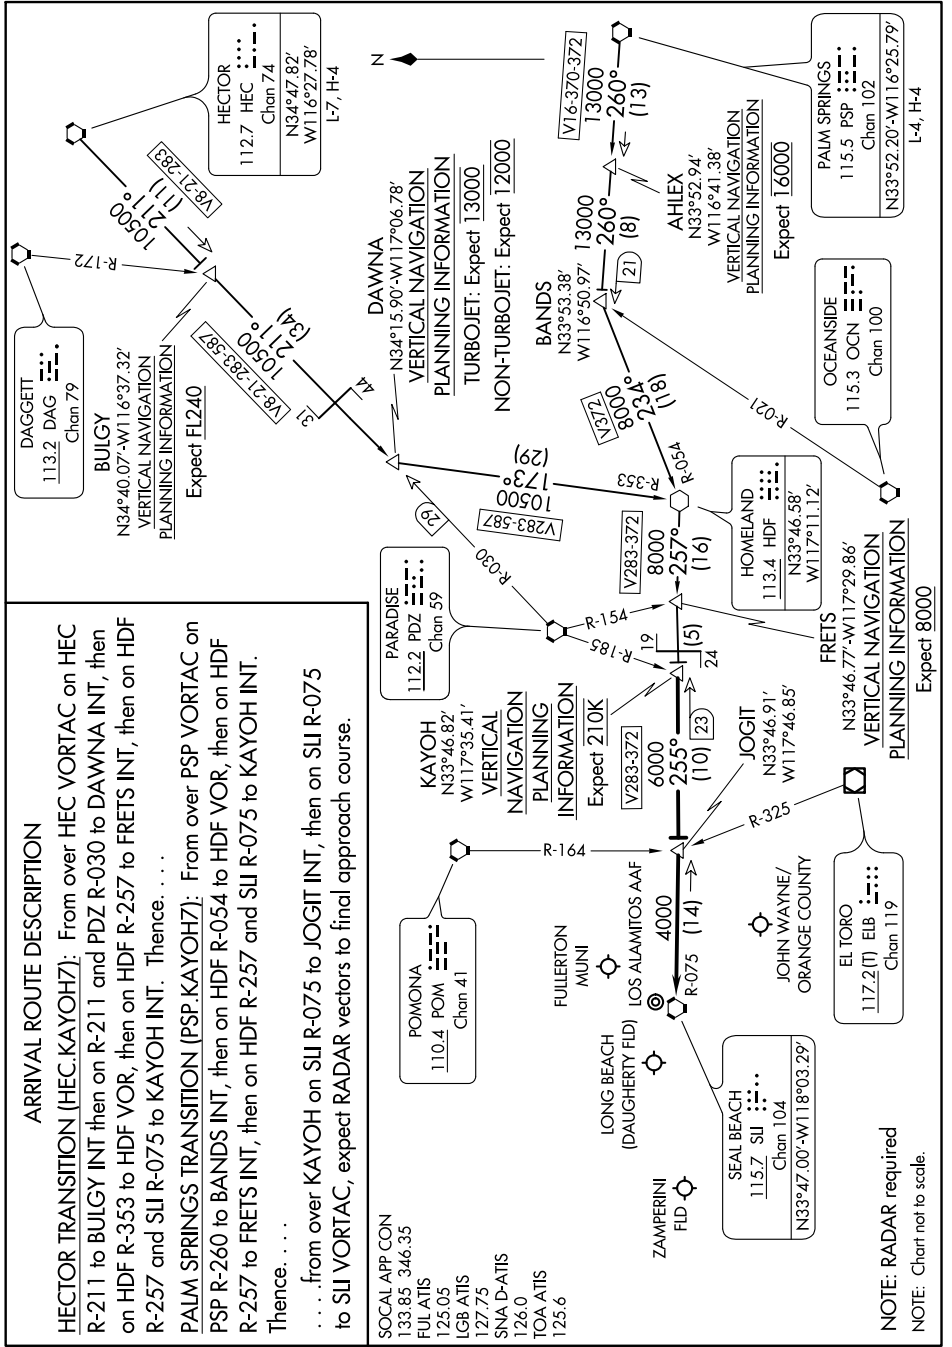 ARRIVAL ROUTE DESCRIPTION
HECTOR TRANSITION (HEC.KAYOH7): From over HEC VORTAC on HEC
R-211 to BULGY INT then on R-211 and PDZ R-030 to DAWNA INT, then
on HDF R-353 to HDF VOR, then on HDF R-257 to FRETS INT, then on HDF
R-257 and SLI R-075 to KAYOH INT. Thence. . . .
PALM SPRINGS TRANSITION (PSP.KAYOH7): From over PSP VORTAC on
PSP R-260 to BANDS INT, then on HDF R-054 to HDF VOR, then on HDF
R-257 to FRETS INT, then on HDF R-257 and SLI R-075 to KAYOH INT.
Thence. . . .
. . . .from over KAYOH on SLI R-075 to JOGIT INT, then on SLI R-075
to SLI VORTAC, expect RADAR vectors to final approach course.
DAGGETT
113.2 DAG
Chan 79
R-172
HECTOR
112.7 HEC
Chan 74
N34°47.82'
W116°27.78'
L-7, H-4
V8-21-283
10500
211°
(11)
BULGY
N34°40.07'-W116°37.32'
VERTICAL NAVIGATION
PLANNING INFORMATION
Expect FL240
V8-21-283-587
10500
211°
(34)
31
44
N
DAWNA
N34°15.90'-W117°06.78'
VERTICAL NAVIGATION
PLANNING INFORMATION
TURBOJET: Expect 13000
NON-TURBOJET: Expect 12000
PARADISE
112.2 PDZ
Chan 59
29
R-030
V283-587
10500
173°
(29)
R-353
R-154
R-185
V16-370-372
13000
260°
(13)
PALM SPRINGS
115.5 PSP
Chan 102
N33°52.20'-W116°25.79'
L-4, H-4
AHLEX
N33°52.94'
W116°41.38'
VERTICAL NAVIGATION
PLANNING INFORMATION
Expect 16000
13000
260°
(8)
21
BANDS
N33°53.38'
W116°50.97'
V372
8000
234°
(18)
R-054
R-021
OCEANSIDE
115.3 OCN
Chan 100
HOMELAND
113.4 HDF
N33°46.58'
W117°11.12'
V283-372
8000
257°
(16)
FRETS
N33°46.77'-W117°29.86'
VERTICAL NAVIGATION
PLANNING INFORMATION
Expect 8000
19
24
(5)
KAYOH
N33°46.82'
W117°35.41'
VERTICAL
NAVIGATION
PLANNING
INFORMATION
Expect 210K
V283-372
6000
255°
(10)
23
JOGIT
N33°46.91'
W117°46.85'
POMONA
110.4 POM
Chan 41
R-164
R-325
EL TORO
117.2(T) ELB
Chan 119
4000
(14)
R-075
FULLERTON
MUNI
LOS ALAMITOS AAF
JOHN WAYNE/
ORANGE COUNTY
LONG BEACH
(DAUGHERTY FLD)
SEAL BEACH
115.7 SLI
Chan 104
N33°47.00'-W118°03.29'
ZAMPERINI
FLD
SOCAL APP CON
133.85 346.35
FUL ATIS
125.05
LGB ATIS
127.75
SNA D-ATIS
126.0
TOA ATIS
125.6
NOTE: RADAR required
NOTE: Chart not to scale.